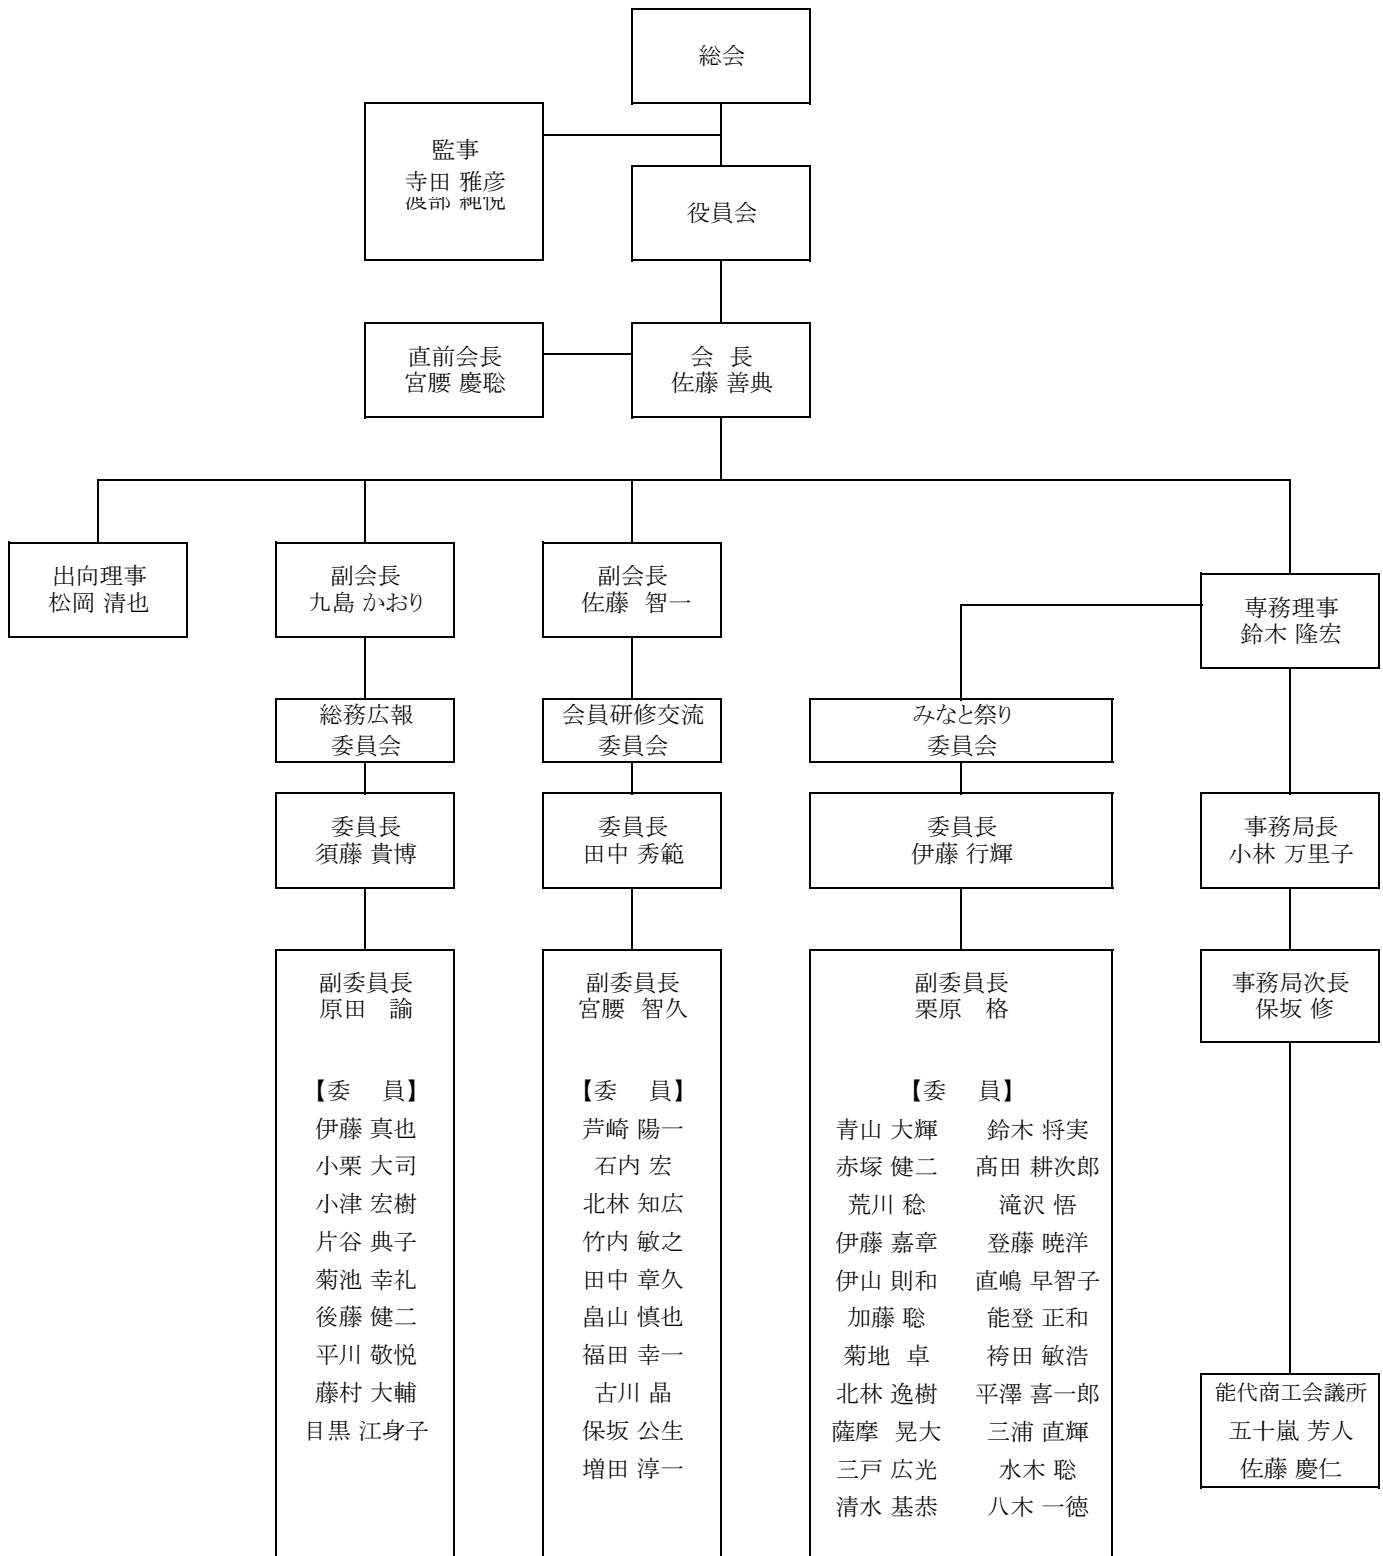 総会
監事
寺田 雅彦
渡部 純悦
役員会
直前会長
宮腰 慶聡
会 長
佐藤 善典
出向理事
松岡 清也
副会長
九島 かおり
副会長
佐藤 智一
専務理事
鈴木 隆宏
総務広報
委員会
会員研修交流
委員会
みなと祭り
委員会
委員長
須藤 貴博
委員長
田中 秀範
委員長
伊藤 行輝
事務局長
小林 万里子
副委員長
原田 諭
【委 員】
伊藤 真也
小栗 大司
小津 宏樹
片谷 典子
菊池 幸礼
後藤 健二
平川 敬悦
藤村 大輔
目黒 江身子
副委員長
宮腰 智久
【委 員】
芦崎 陽一
石内 宏
北林 知広
竹内 敏之
田中 章久
畠山 慎也
福田 幸一
古川 晶
保坂 公生
増田 淳一
副委員長
栗原 格
【委 員】
青山 大輝 鈴木 将実
赤塚 健二 髙田 耕次郎
荒川 稔 滝沢 悟
伊藤 嘉章 登藤 暁洋
伊山 則和 直嶋 早智子
加藤 聡 能登 正和
菊地 卓 袴田 敏浩
北林 逸樹 平澤 喜一郎
薩摩 晃大 三浦 直輝
三戸 広光 水木 聡
清水 基恭 八木 一徳
事務局次長
保坂 修
能代商工会議所
五十嵐 芳人
佐藤 慶仁